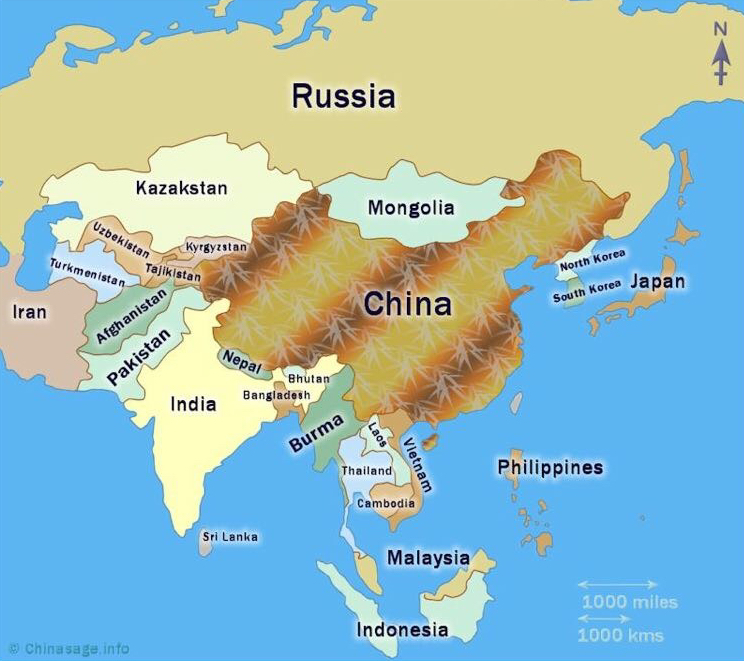 N
Russia
Kazakstan
Mongolia
Uzbekistan
Kyrgyzstan
North Korea
Turkmenistan
Tajikistan
South Korea
Japan
Iran
Afghanistan
China
Pakistan
Nepal
Bhutan
Bangladesh
India
Burma
Laos
Vietnam
Thailand
Philippines
Cambodia
Sri Lanka
Malaysia
1000 miles
Indonesia
1000 kms
© Chinasage.info